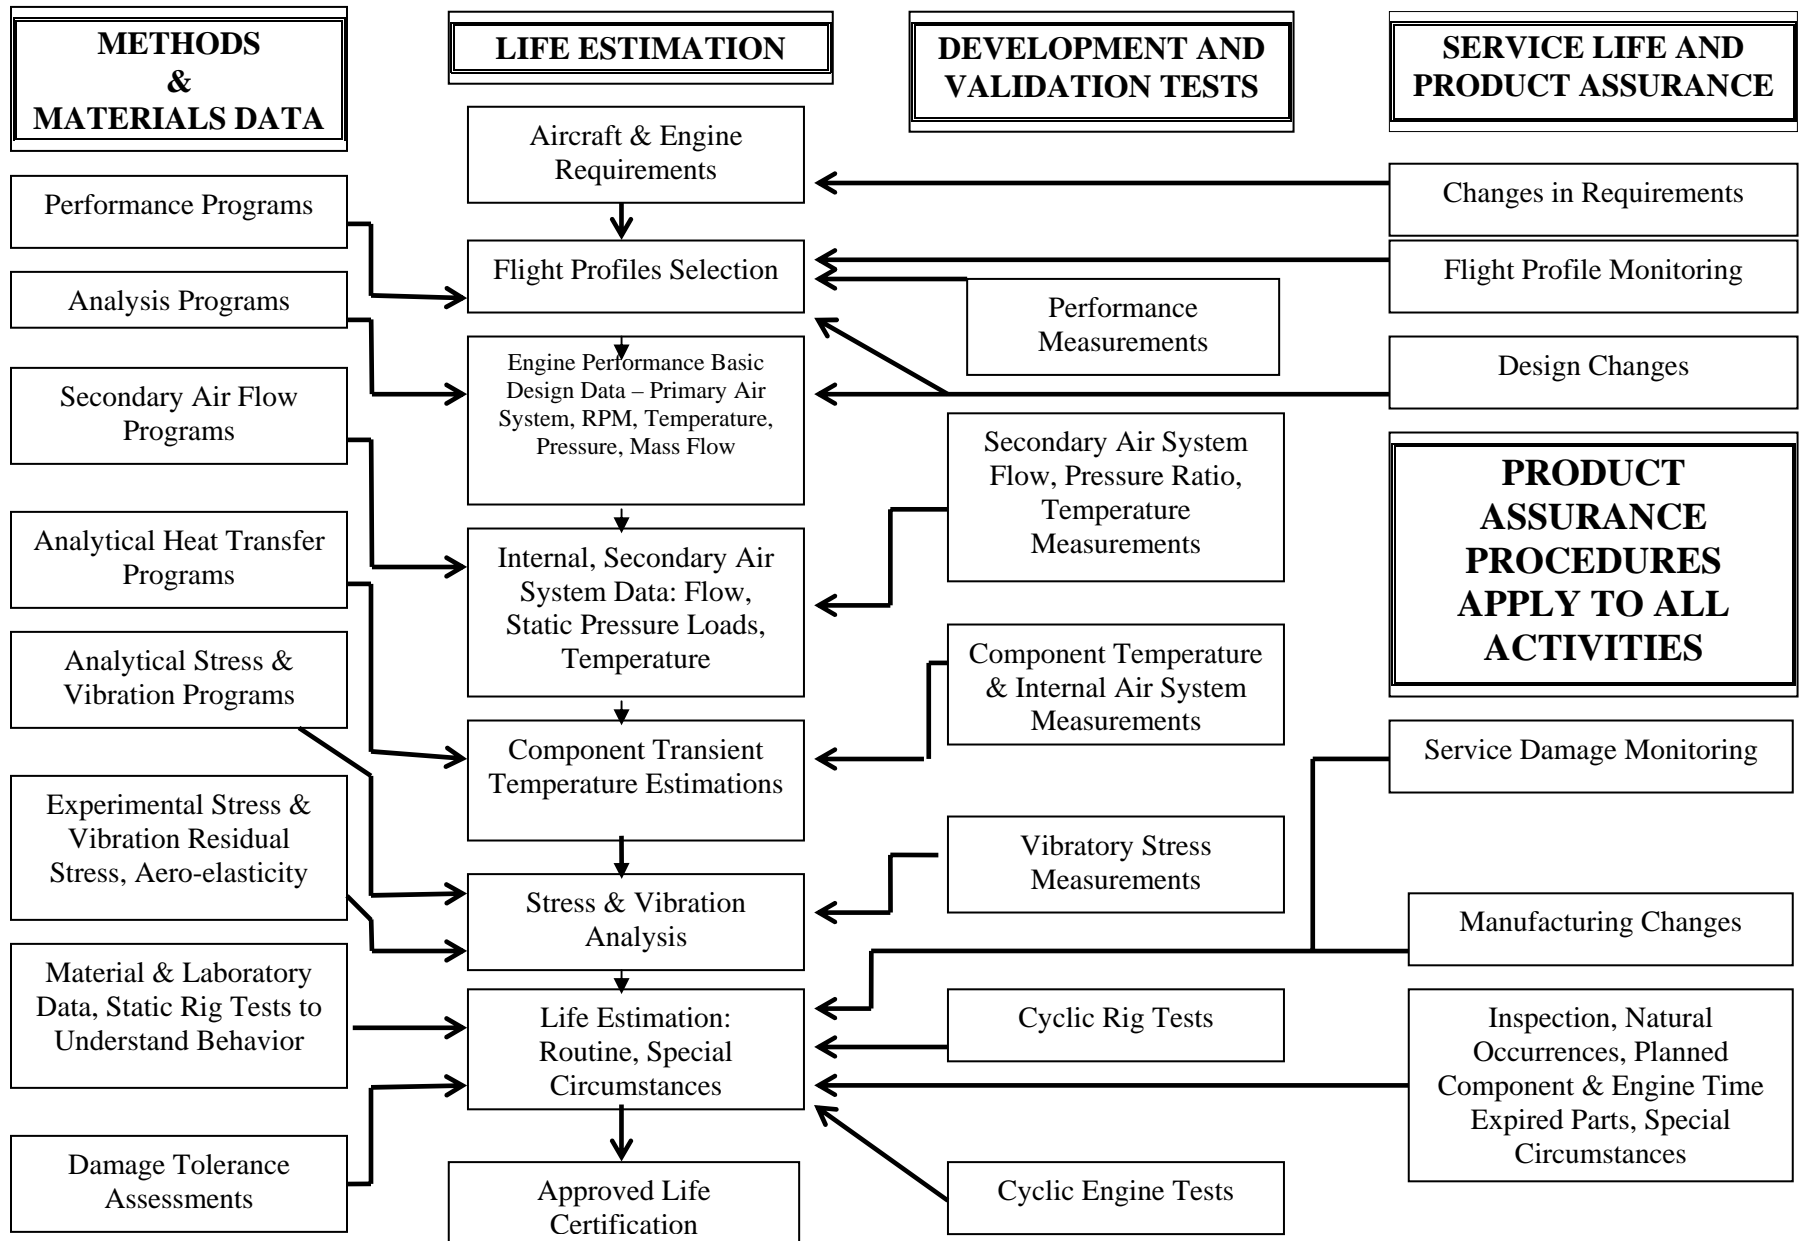 METHODS
&
MATERIALS DATA
Performance Programs
Analysis Programs
Secondary Air Flow
Programs
Analytical Heat Transfer
Programs
Analytical Stress &
Vibration Programs
Experimental Stress &
Vibration Residual
Stress, Aero-elasticity
Material & Laboratory
Data, Static Rig Tests to
Understand Behavior
Damage Tolerance
Assessments
LIFE ESTIMATION
Aircraft & Engine
Requirements
Flight Profiles Selection
Engine Performance Basic
Design Data – Primary Air
System, RPM, Temperature,
Pressure, Mass Flow
Internal, Secondary Air
System Data: Flow,
Static Pressure Loads,
Temperature
Component Transient
Temperature Estimations
Stress & Vibration
Analysis
Life Estimation:
Routine, Special
Circumstances
Approved Life
Certification
DEVELOPMENT AND
VALIDATION TESTS
Performance
Measurements
Secondary Air System
Flow, Pressure Ratio,
Temperature
Measurements
Component Temperature
& Internal Air System
Measurements
Vibratory Stress
Measurements
Cyclic Rig Tests
Cyclic Engine Tests
SERVICE LIFE AND
PRODUCT ASSURANCE
Changes in Requirements
Flight Profile Monitoring
Design Changes
PRODUCT
ASSURANCE
PROCEDURES
APPLY TO ALL
ACTIVITIES
Service Damage Monitoring
Manufacturing Changes
Inspection, Natural
Occurrences, Planned
Component & Engine Time
Expired Parts, Special
Circumstances